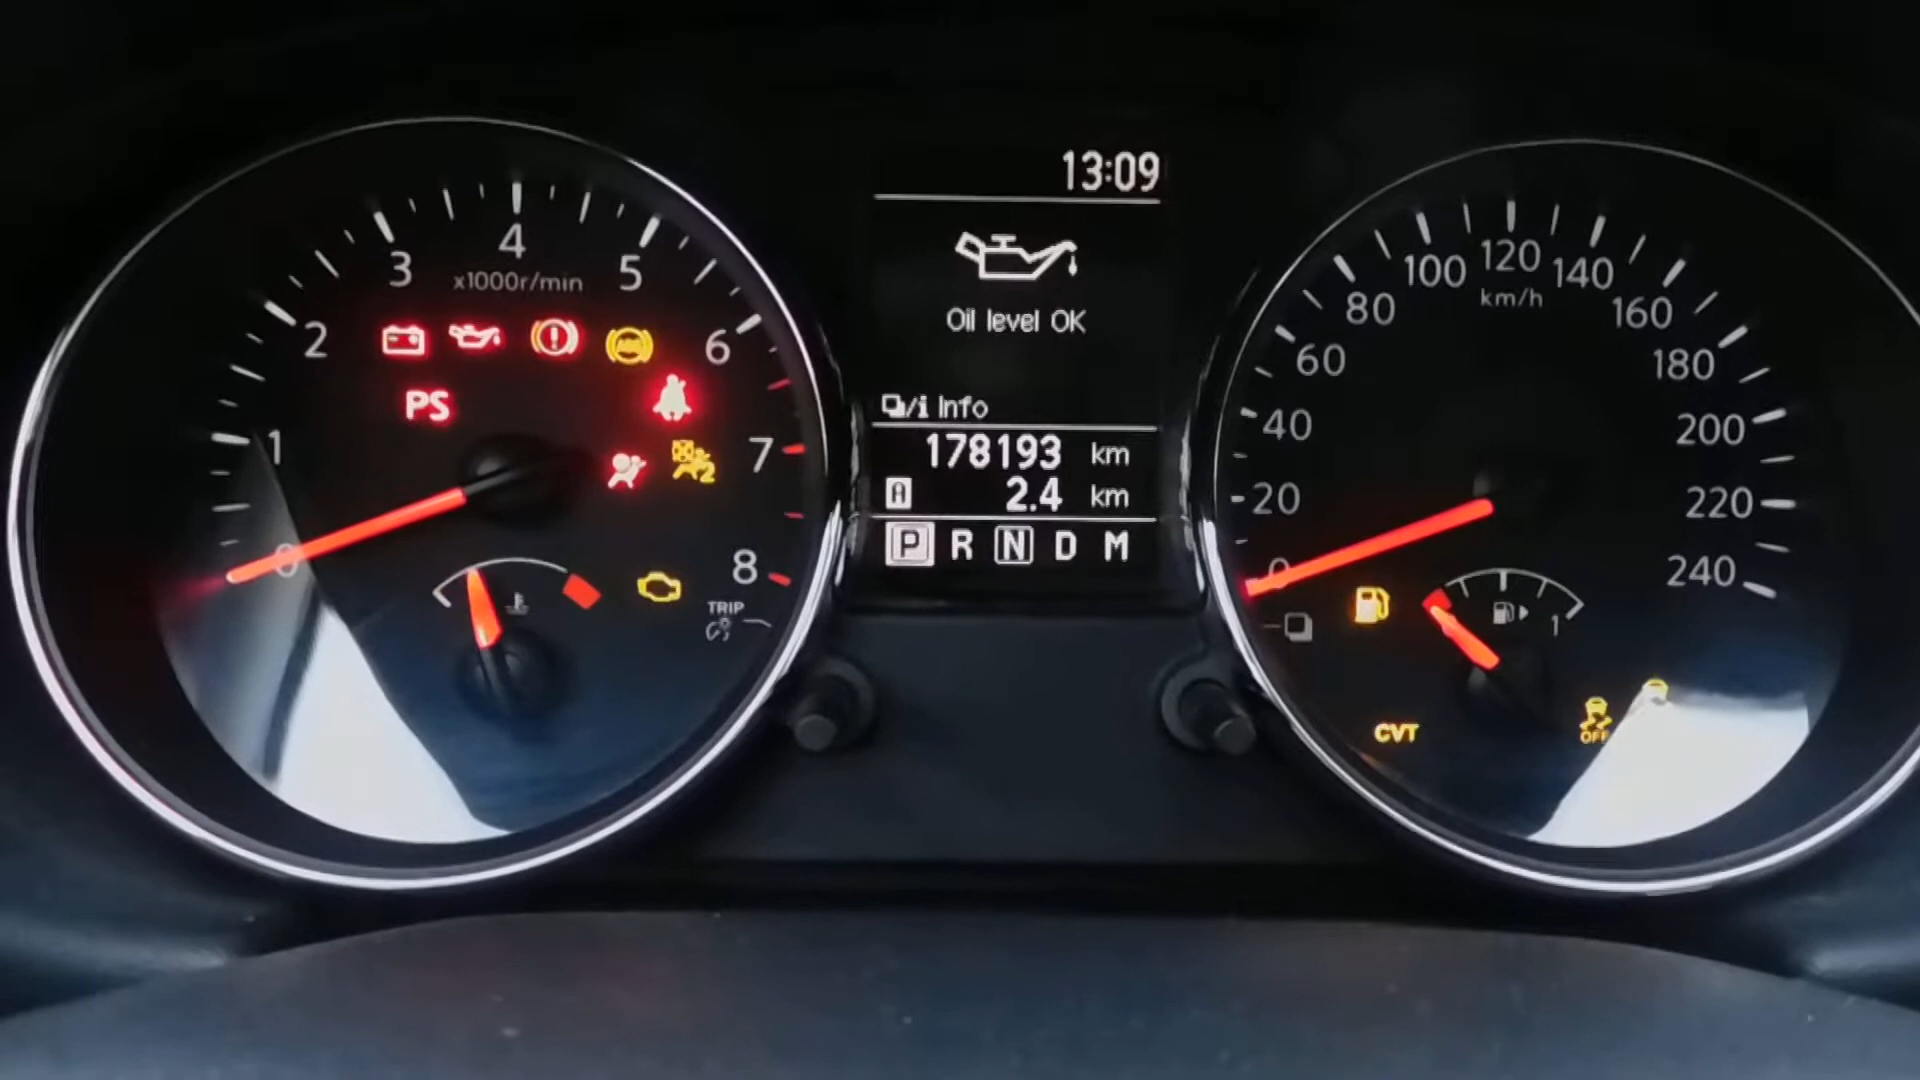 4
3
5
x1000r/min
2
6
ABS
PS
1
7
2
0
8
TRIP
13:09
Oil level OK
/i Info
178193 km
A 2.4 km
P R N D M
120
100
140
km/h
80
160
60
180
40
200
20
220
0
240
1
CVT
OFF